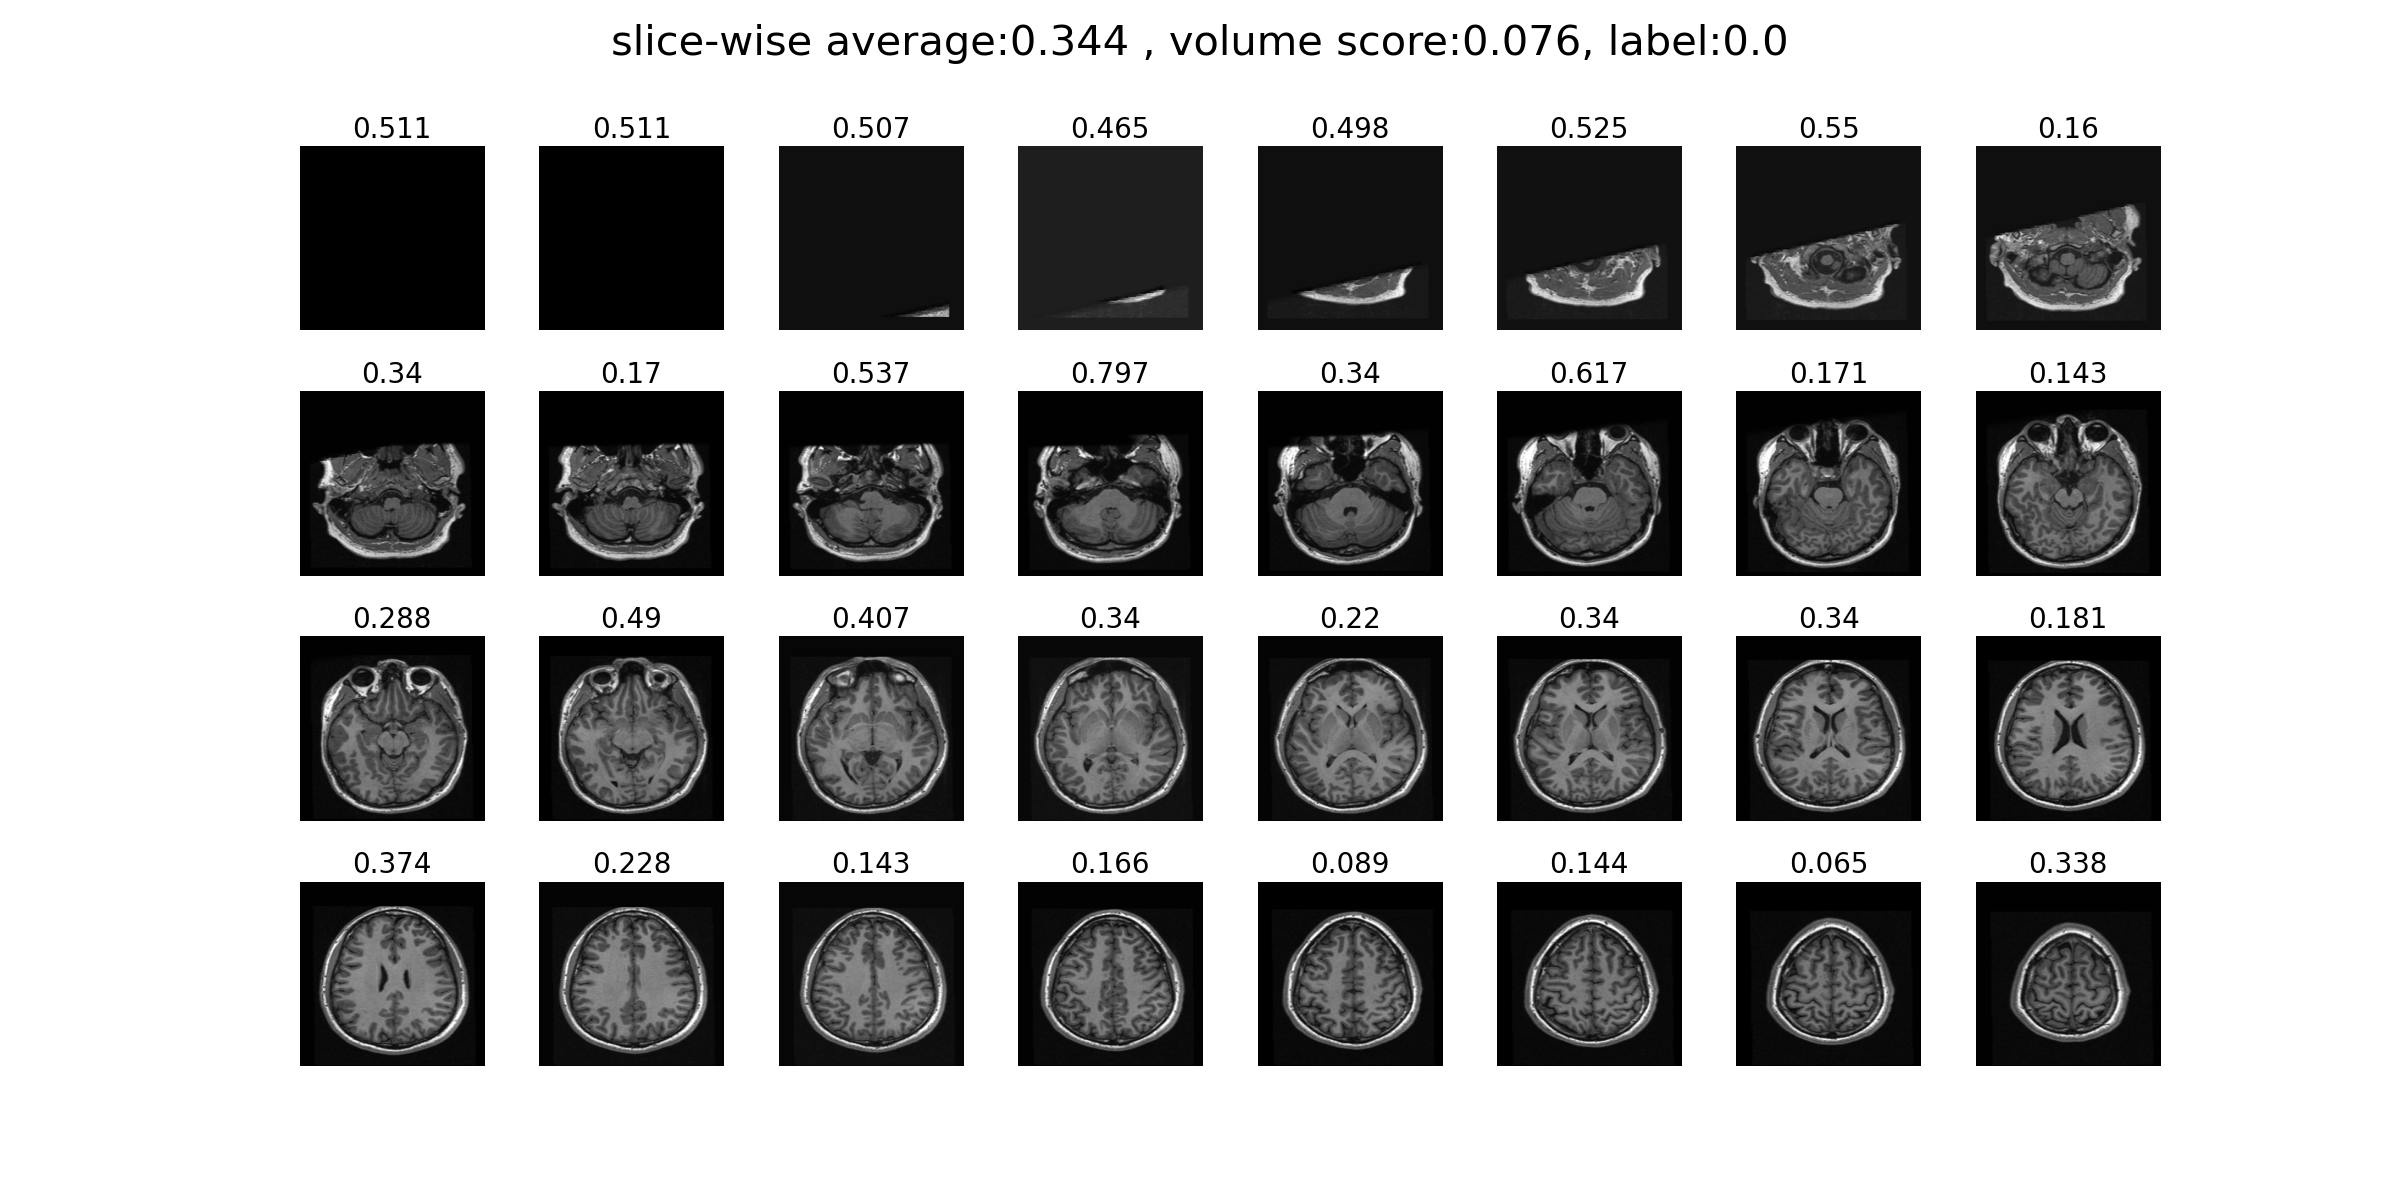 slice-wise average:0.344 , volume score:0.076, label:0.0
0.511 0.511 0.507 0.465 0.498 0.525 0.55 0.16
0.34 0.17 0.537 0.797 0.34 0.617 0.171 0.143
0.288 0.49 0.407 0.34 0.22 0.34 0.34 0.181
0.374 0.228 0.143 0.166 0.089 0.144 0.065 0.338